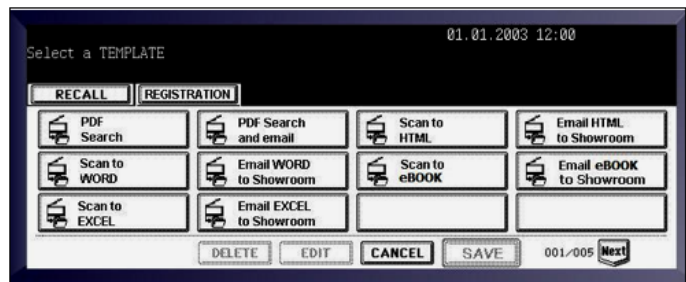 01.01.2003 12:00
Select a TEMPLATE
RECALL REGISTRATION
PDF Search
PDF Search and email
Scan to HTML
Email HTML to Showroom
Scan to WORD
Email WORD to Showroom
Scan to eBOOK
Email eBOOK to Showroom
Scan to EXCEL
Email EXCEL to Showroom
DELETE EDIT CANCEL SAVE 001/005 Next